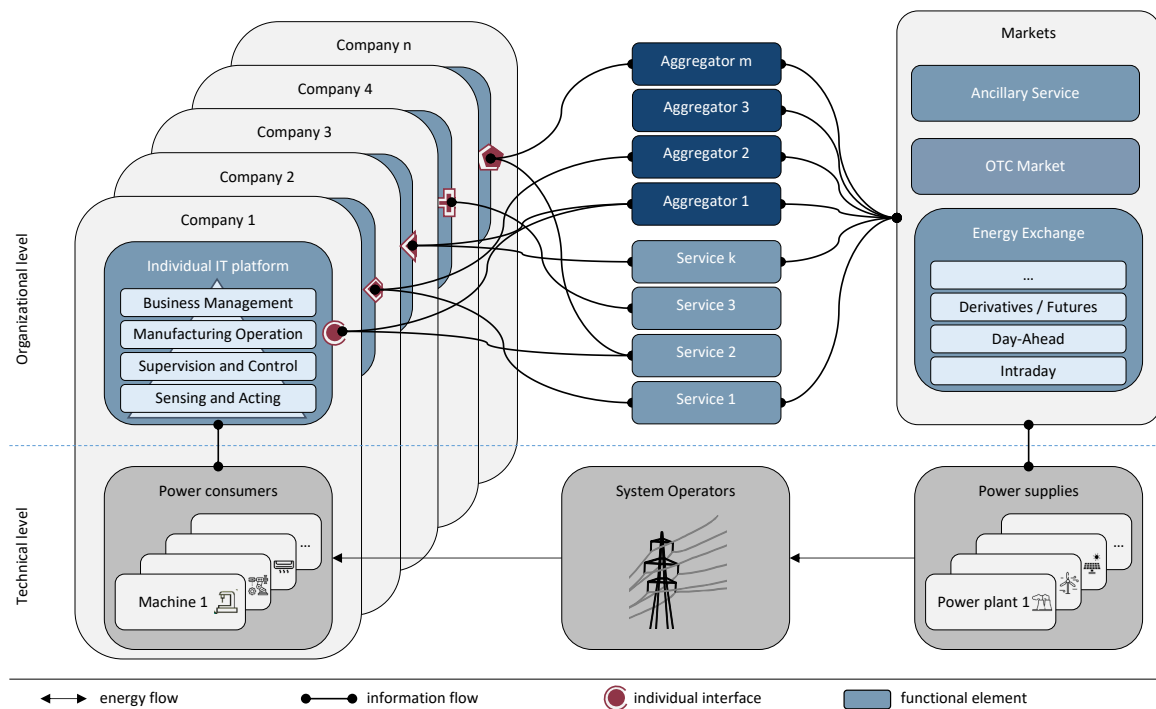 Company n
Company 4
Company 3
Company 2
Company 1
Individual IT platform
Business Management
Manufacturing Operation
Supervision and Control
Sensing and Acting
Aggregator m
Aggregator 3
Aggregator 2
Aggregator 1
Service k
Service 3
Service 2
Service 1
Markets
Ancillary Service
OTC Market
Energy Exchange
...
Derivatives / Futures
Day-Ahead
Intraday
Organizational level
Technical level
Power consumers
...
Machine 1
System Operators
Power supplies
...
Power plant 1
energy flow
information flow
individual interface
functional element